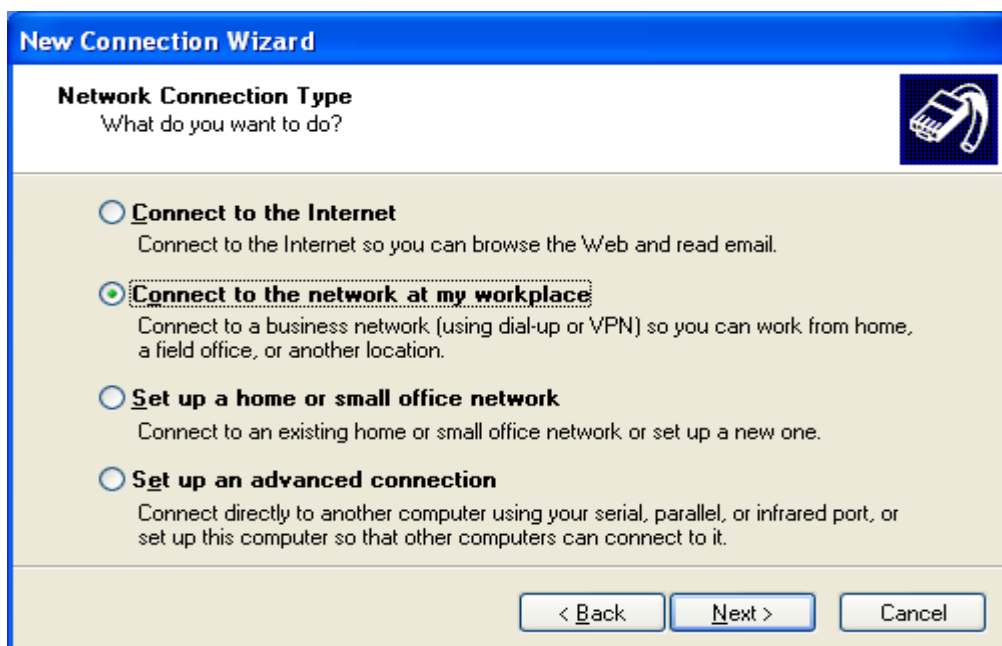 New Connection Wizard
Network Connection Type
What do you want to do?
Connect to the Internet
Connect to the Internet so you can browse the Web and read email.
Connect to the network at my workplace
Connect to a business network (using dial-up or VPN) so you can work from home,
a field office, or another location.
Set up a home or small office network
Connect to an existing home or small office network or set up a new one.
Set up an advanced connection
Connect directly to another computer using your serial, parallel, or infrared port, or
set up this computer so that other computers can connect to it.
< Back Next > Cancel